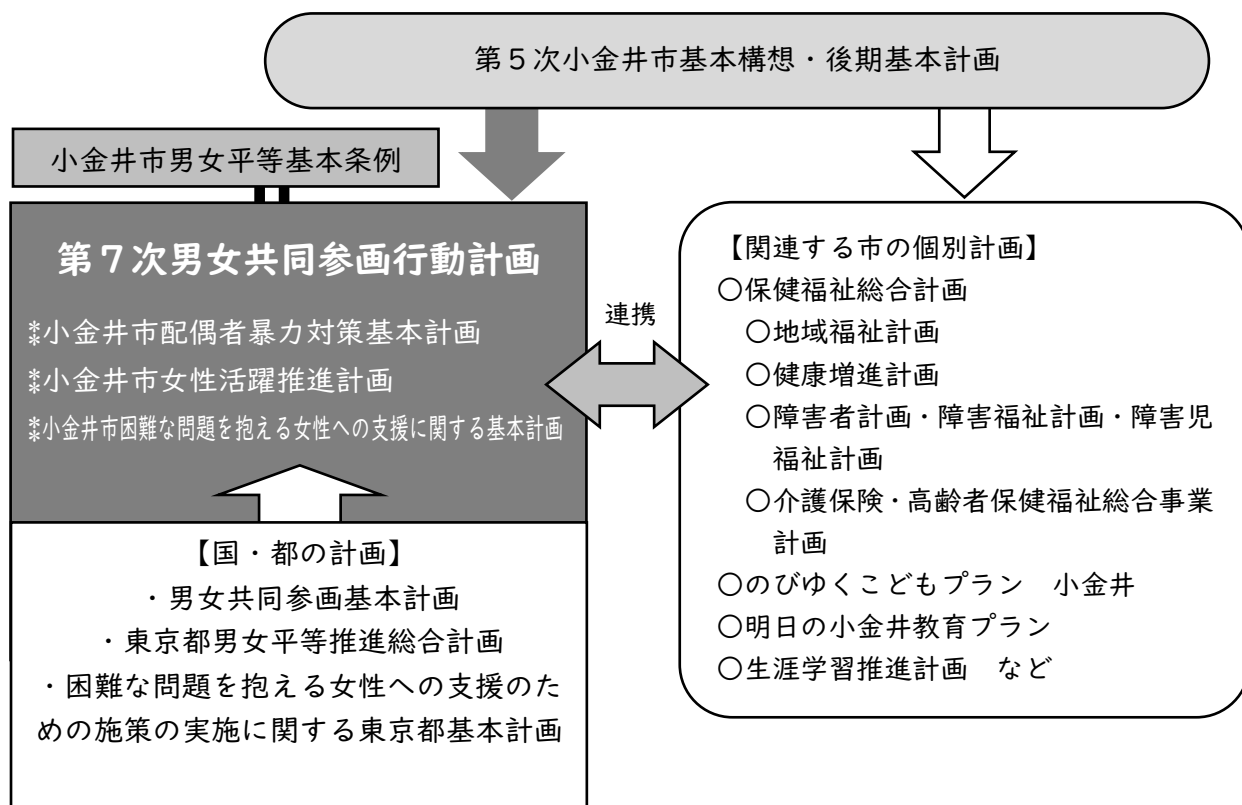 第５次小金井市基本構想・後期基本計画
小金井市男女平等基本条例
第７次男女共同参画行動計画
⁑小金井市配偶者暴力対策基本計画
⁑小金井市女性活躍推進計画
⁑小金井市困難な問題を抱える女性への支援に関する基本計画
【国・都の計画】
・男女共同参画基本計画
・東京都男女平等推進総合計画
・困難な問題を抱える女性への支援のた
めの施策の実施に関する東京都基本計画
連携
【関連する市の個別計画】
〇保健福祉総合計画
〇地域福祉計画
〇健康増進計画
〇障害者計画・障害福祉計画・障害児
福祉計画
〇介護保険・高齢者保健福祉総合事業
計画
〇のびゆくこどもプラン　小金井
〇明日の小金井教育プラン
〇生涯学習推進計画　など